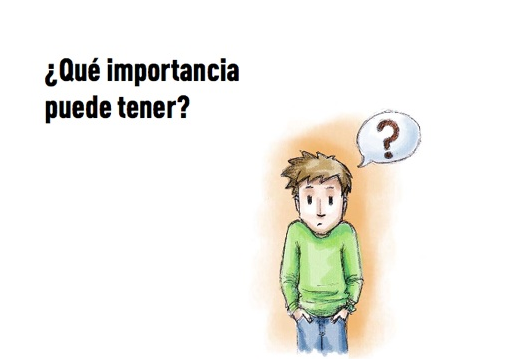 ¿Qué importancia
puede tener?
?